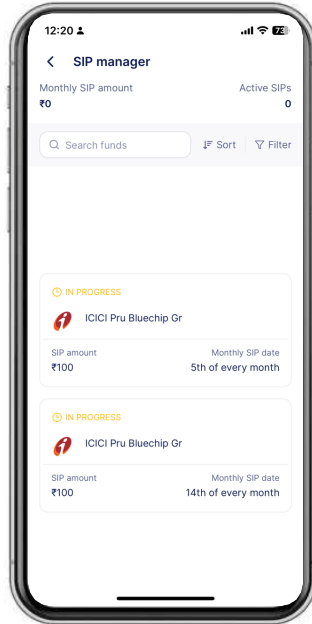 12:20
73
SIP manager
Monthly SIP amount Active SIPs
₹0 0
Search funds Sort Filter
IN PROGRESS
ICICI Pru Bluechip Gr
SIP amount Monthly SIP date
₹100 5th of every month
IN PROGRESS
ICICI Pru Bluechip Gr
SIP amount Monthly SIP date
₹100 14th of every month